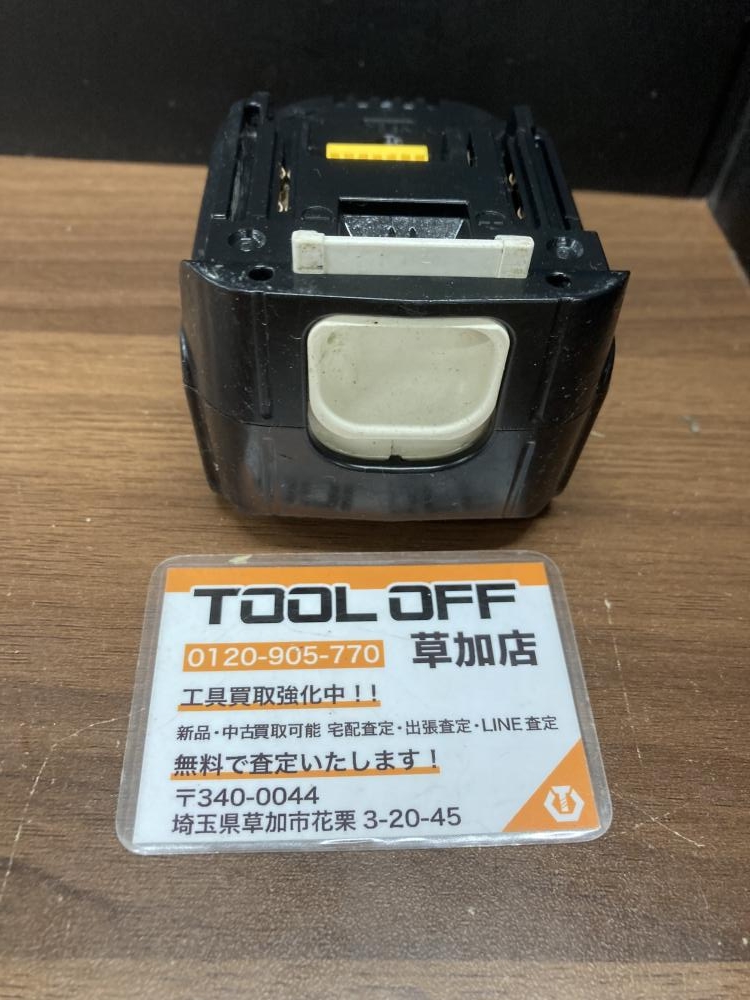 TOOL OFF
0120-905-770 草加店
工具買取強化中！！
新品・中古買取可能 宅配査定・出張査定・LINE査定
無料で査定いたします！
〒340-0044
埼玉県草加市花栗 3-20-45